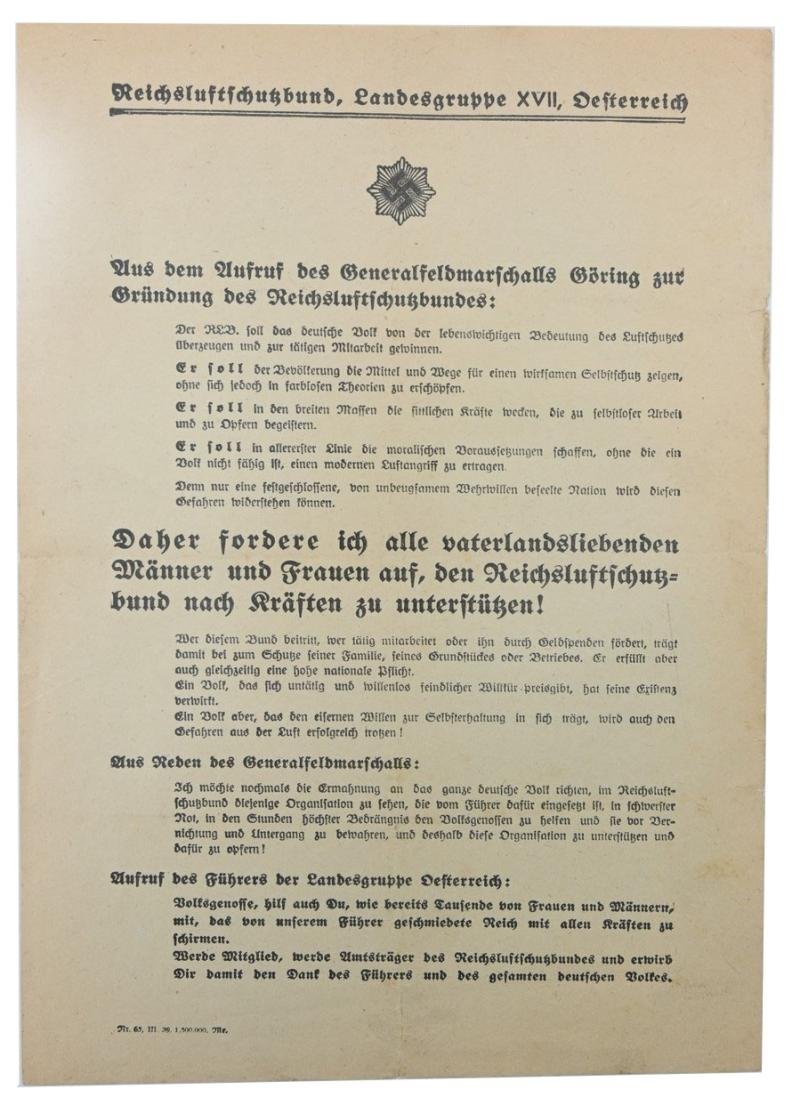 Reichsluftschutzbund, Landesgruppe XVII, Oesterreich
Aus dem Aufruf des Generalfeldmarschalls Göring zur
Gründung des Reichsluftschutzbundes:
Der RLB. soll das deutsche Volk von der lebenswichtigen Bedeutung des Luftschutzes
überzeugen und zur tätigen Mitarbeit gewinnen.
Er soll der Bevölkerung die Mittel und Wege für einen wirksamen Selbstschutz zeigen,
ohne sich jedoch in farblosen Theorien zu erschöpfen.
Er soll in den breiten Massen die sittlichen Kräfte wecken, die zu selbstloser Arbeit
und zu Opfern begeistern.
Er soll in allererster Linie die moralischen Voraussetzungen schaffen, ohne die ein
Volk nicht fähig ist, einen modernen Luftangriff zu ertragen.
Denn nur eine festgeschlossene, von unbeugsamem Wehrwillen beseelte Nation wird diesen
Gefahren widerstehen können.
Daher fordere ich alle vaterlandsliebenden
Männer und Frauen auf, den Reichsluftschutz-
bund nach Kräften zu unterstützen!
Wer diesem Bund beitritt, wer tätig mitarbeitet oder ihn durch Geldspenden fördert, trägt
damit bei zum Schutze seiner Familie, seines Grundstückes oder Betriebes. Er erfüllt aber
auch gleichzeitig eine hohe nationale Pflicht.
Ein Volk, das sich untätig und willenlos feindlicher Willkür preisgibt, hat seine Existenz
verwirkt.
Ein Volk aber, das den eisernen Willen zur Selbsterhaltung in sich trägt, wird auch den
Gefahren aus der Luft erfolgreich trotzen!
Aus Reden des Generalfeldmarschalls:
Ich möchte nochmals die Ermahnung an das ganze deutsche Volk richten, im Reichsluft-
schutzbund diejenige Organisation zu sehen, die vom Führer dafür eingesetzt ist, in schwerster
Not, in den Stunden höchster Bedrängnis den Volksgenossen zu helfen und sie vor Ver-
nichtung und Untergang zu bewahren, und deshalb diese Organisation zu unterstützen und
dafür zu opfern!
Aufruf des Führers der Landesgruppe Oesterreich:
Volksgenosse, hilf auch Du, wie bereits Tausende von Frauen und Männern,
mit, das von unserem Führer geschmiedete Reich mit allen Kräften zu
schirmen.
Werde Mitglied, werde Amtsträger des Reichsluftschutzbundes und erwirb
Dir damit den Dank des Führers und des gesamten deutschen Volkes.
Nr. 65, III. 39. 1,500.000, Me.